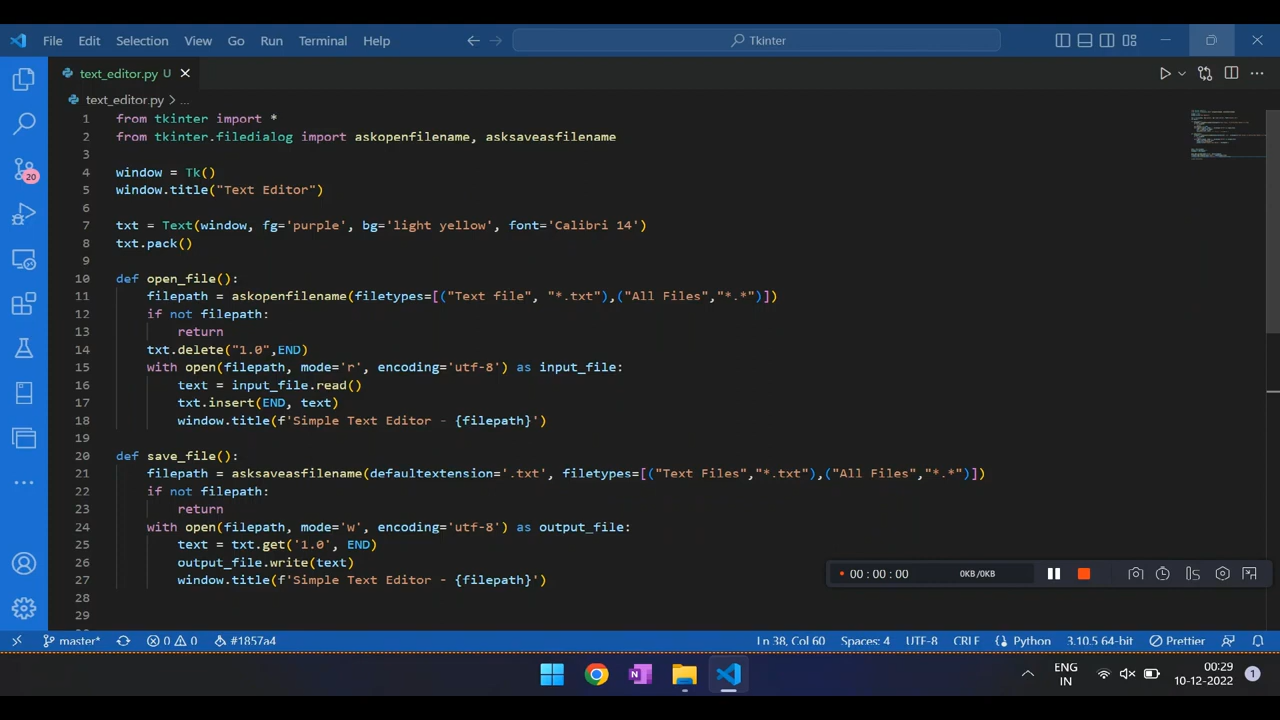 File Edit Selection View Go Run Terminal Help Tkinter
text_editor.py U
text_editor.py > ...
1 from tkinter import *
2 from tkinter.filedialog import askopenfilename, asksaveasfilename
3
4 window = Tk()
5 window.title("Text Editor")
6
7 txt = Text(window, fg='purple', bg='light yellow', font='Calibri 14')
8 txt.pack()
9
10 def open_file():
11     filepath = askopenfilename(filetypes=[("Text file", "*.txt"),("All Files","*.*")])
12     if not filepath:
13         return
14     txt.delete("1.0",END)
15     with open(filepath, mode='r', encoding='utf-8') as input_file:
16         text = input_file.read()
17         txt.insert(END, text)
18         window.title(f'Simple Text Editor - {filepath}')
19
20 def save_file():
21     filepath = asksaveasfilename(defaultextension='.txt', filetypes=[("Text Files","*.txt"),("All Files","*.*")])
22     if not filepath:
23         return
24     with open(filepath, mode='w', encoding='utf-8') as output_file:
25         text = txt.get('1.0', END)
26         output_file.write(text)
27         window.title(f'Simple Text Editor - {filepath}')
28
29
20
00 : 00 : 00 0KB/0KB
master* 0 0 #1857a4 Ln 38, Col 60 Spaces: 4 UTF-8 CRLF Python 3.10.5 64-bit Prettier
N
ENG
IN
00:29
10-12-2022
1